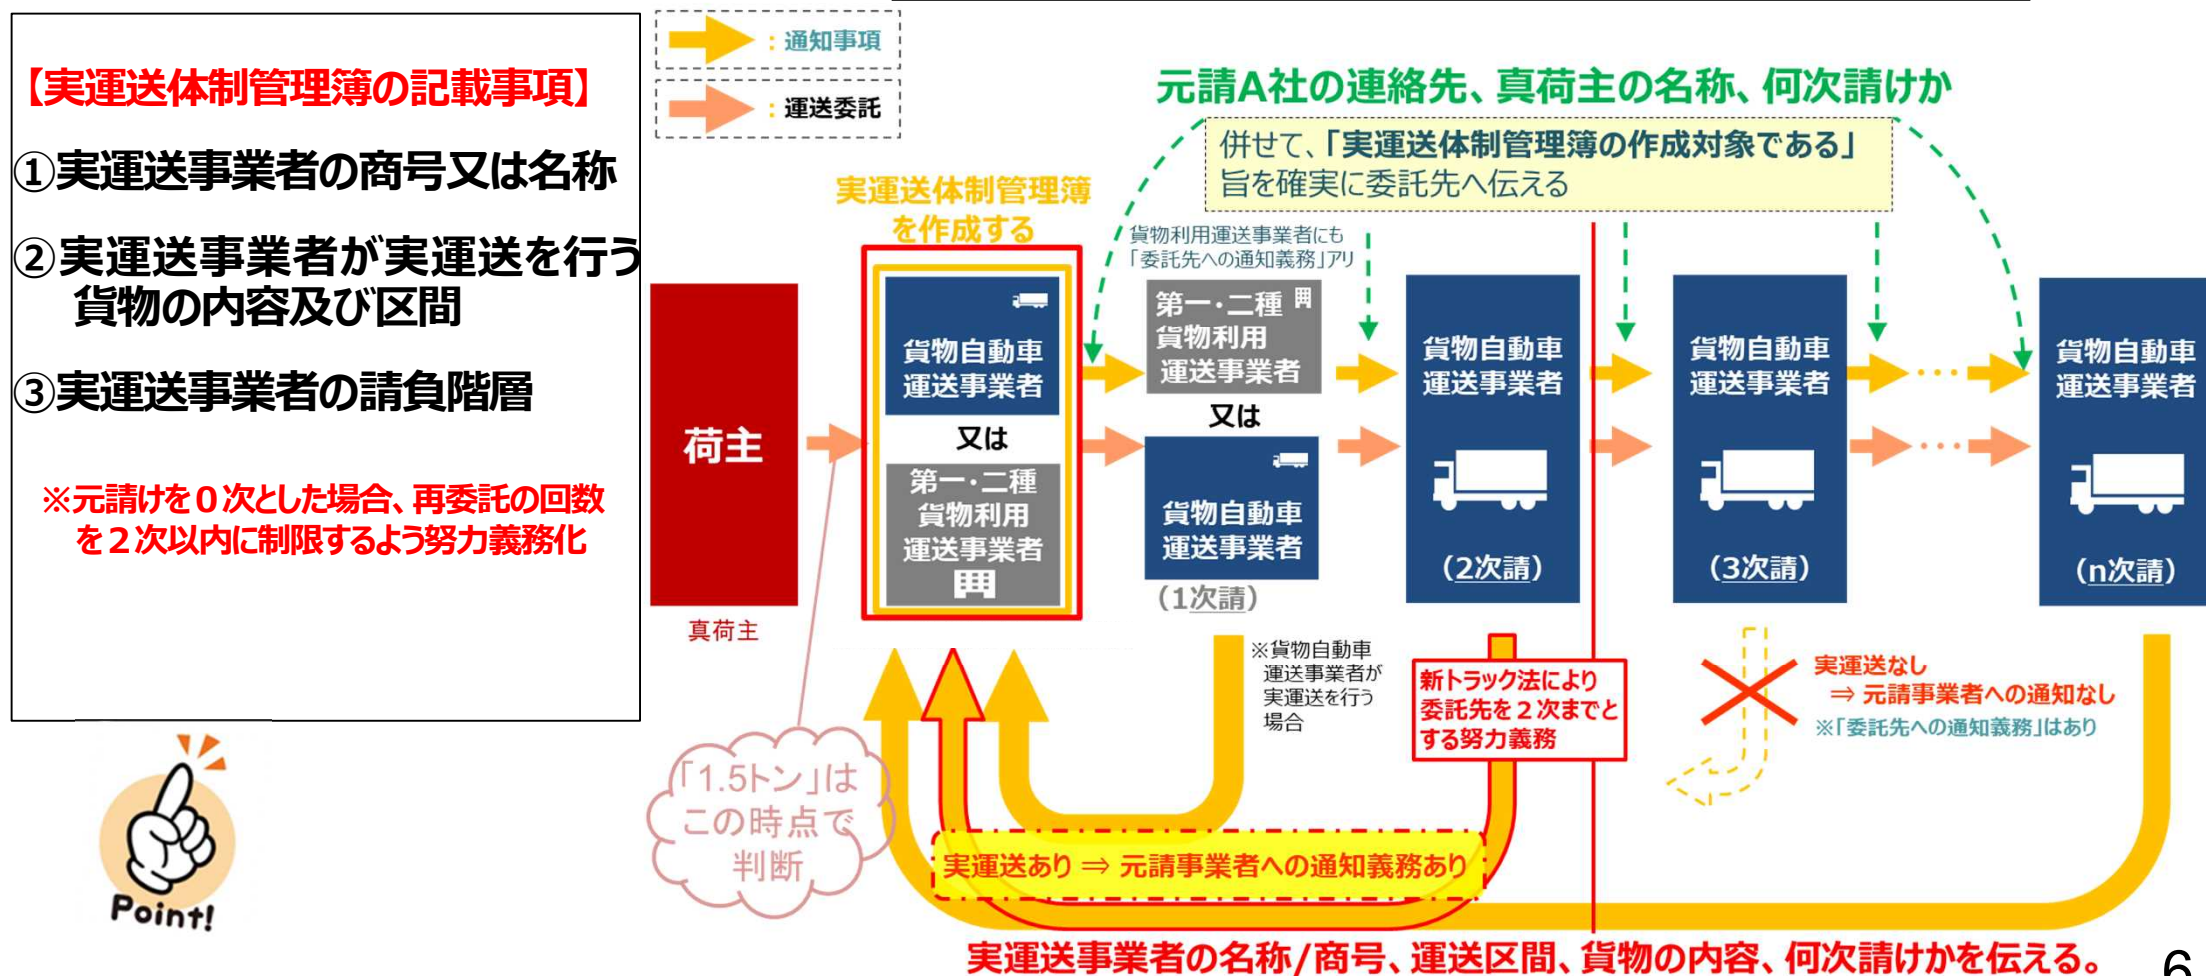 【実運送体制管理簿の記載事項】
①実運送事業者の商号又は名称
②実運送事業者が実運送を行う
貨物の内容及び区間
③実運送事業者の請負階層
※元請けを０次とした場合、再委託の回数
を２次以内に制限するよう努力義務化
Point!
：通知事項
：運送委託
元請A社の連絡先、真荷主の名称、何次請けか
併せて、「実運送体制管理簿の作成対象である」
旨を確実に委託先へ伝える
実運送体制管理簿
を作成する
貨物利用運送事業者にも
「委託先への通知義務」アリ
荷主
真荷主
貨物自動車
運送事業者
又は
第一・二種
貨物利用
運送事業者
第一・二種
貨物利用
運送事業者
又は
貨物自動車
運送事業者
（1次請）
貨物自動車
運送事業者
（2次請）
貨物自動車
運送事業者
（3次請）
貨物自動車
運送事業者
（n次請）
※貨物自動車
運送事業者が
実運送を行う
場合
新トラック法により
委託先を２次までと
する努力義務
実運送なし
⇒ 元請事業者への通知なし
※「委託先への通知義務」はあり
「1.5トン」は
この時点で
判断
実運送あり ⇒ 元請事業者への通知義務あり
実運送事業者の名称/商号、運送区間、貨物の内容、何次請けかを伝える。
6